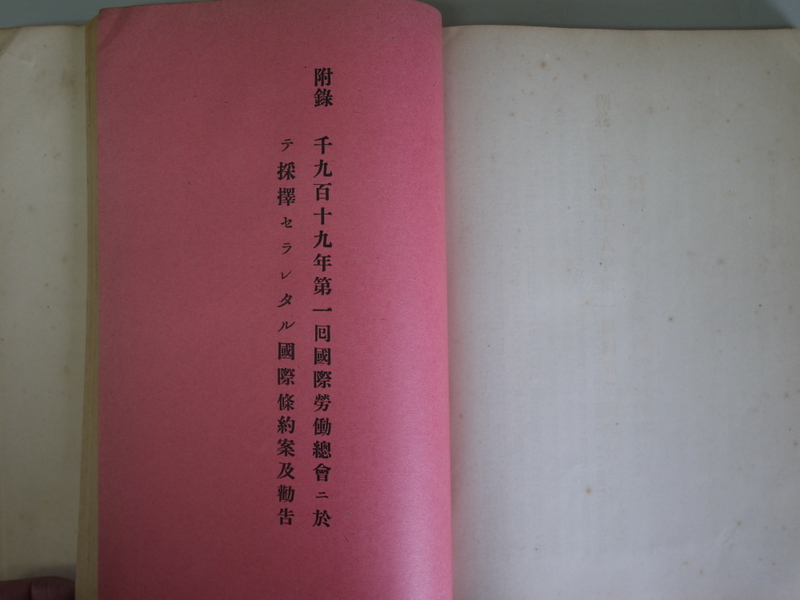 附錄　千九百十九年第一囘國際勞働總會ニ於
テ採擇セラレタル國際條約案及勸告